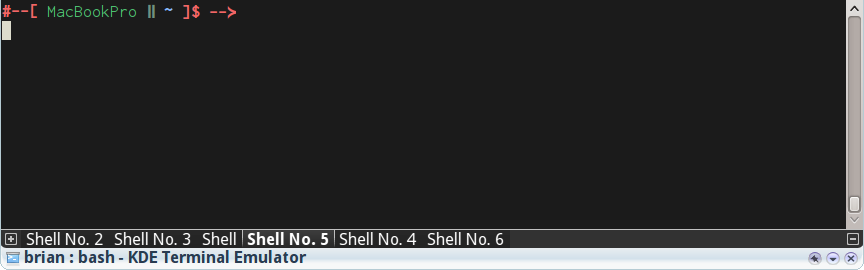 #--[ MacBookPro || ~ ]$ -->
Shell No. 2 Shell No. 3 Shell Shell No. 5 Shell No. 4 Shell No. 6
brian : bash - KDE Terminal Emulator